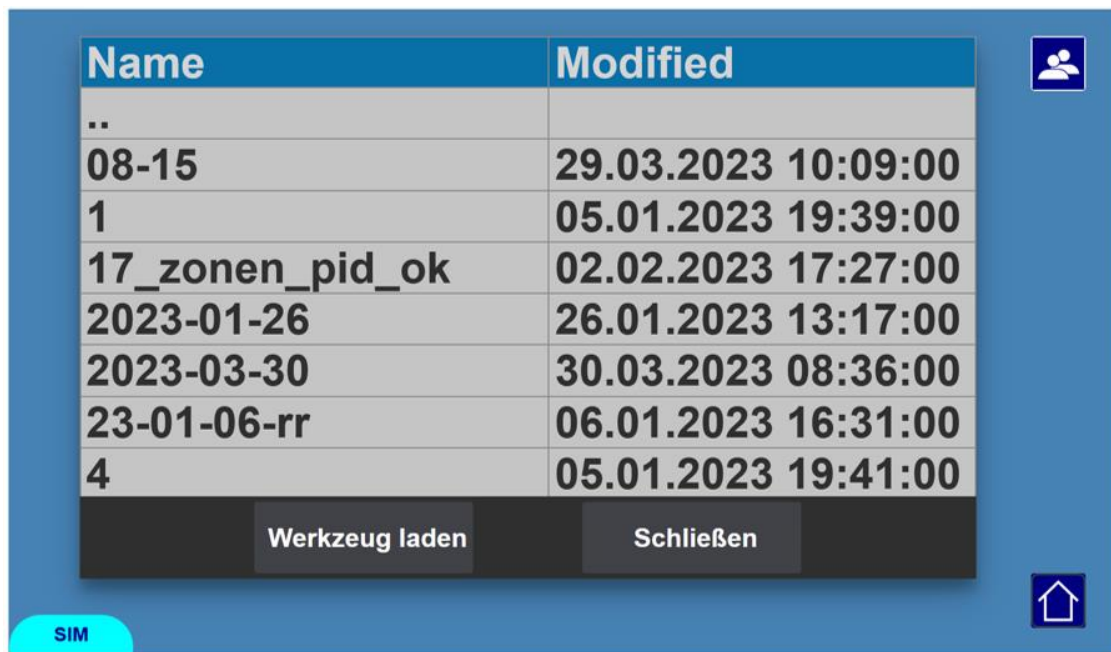 Name Modified
..
08-15 29.03.2023 10:09:00
1 05.01.2023 19:39:00
17_zonen_pid_ok 02.02.2023 17:27:00
2023-01-26 26.01.2023 13:17:00
2023-03-30 30.03.2023 08:36:00
23-01-06-rr 06.01.2023 16:31:00
4 05.01.2023 19:41:00
Werkzeug laden Schließen
SIM